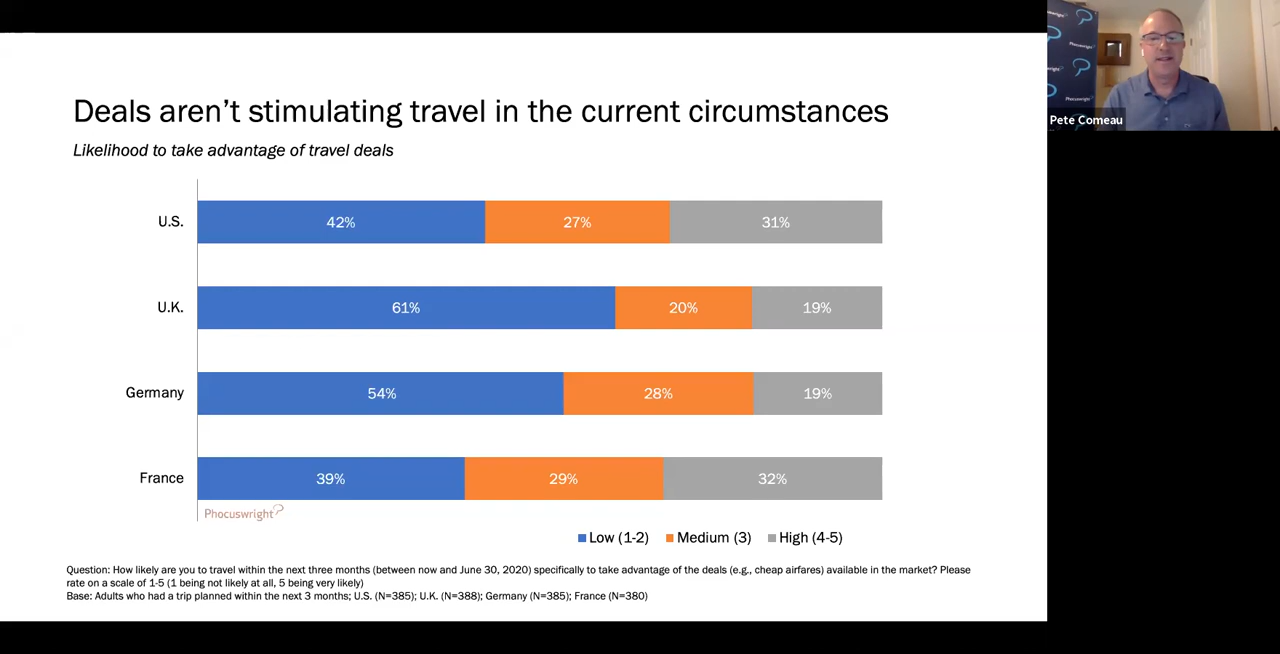 Deals aren’t stimulating travel in the current circumstances
Likelihood to take advantage of travel deals
U.S. 42% 27% 31%
U.K. 61% 20% 19%
Germany 54% 28% 19%
France 39% 29% 32%
Phocuswright
Low (1-2) Medium (3) High (4-5)
Question: How likely are you to travel within the next three months (between now and June 30, 2020) specifically to take advantage of the deals (e.g., cheap airfares) available in the market? Please
rate on a scale of 1-5 (1 being not likely at all, 5 being very likely)
Base: Adults who had a trip planned within the next 3 months; U.S. (N=385); U.K. (N=388); Germany (N=385); France (N=380)
Phocuswright
Phocuswright
Pete Comeau